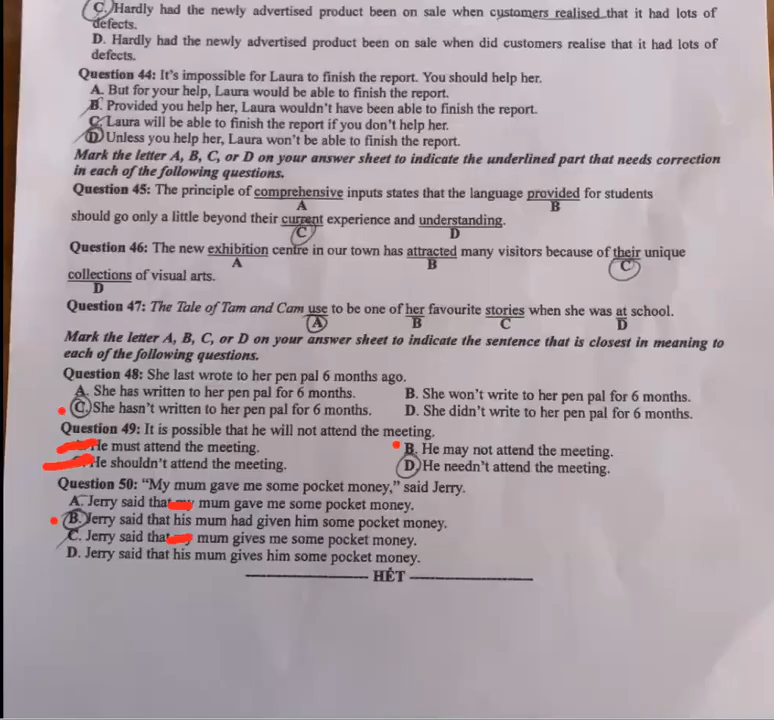 C. Hardly had the newly advertised product been on sale when customers realised that it had lots of
defects.
D. Hardly had the newly advertised product been on sale when did customers realise that it had lots of
defects.
Question 44: It's impossible for Laura to finish the report. You should help her.
A. But for your help, Laura would be able to finish the report.
B. Provided you help her, Laura wouldn't have been able to finish the report.
C. Laura will be able to finish the report if you don't help her.
D. Unless you help her, Laura won't be able to finish the report.
Mark the letter A, B, C, or D on your answer sheet to indicate the underlined part that needs correction
in each of the following questions.
Question 45: The principle of comprehensive inputs states that the language provided for students
A B
should go only a little beyond their current experience and understanding.
C D
Question 46: The new exhibition centre in our town has attracted many visitors because of their unique
A B C
collections of visual arts.
D
Question 47: The Tale of Tam and Cam use to be one of her favourite stories when she was at school.
A B C D
Mark the letter A, B, C, or D on your answer sheet to indicate the sentence that is closest in meaning to
each of the following questions.
Question 48: She last wrote to her pen pal 6 months ago.
A. She has written to her pen pal for 6 months. B. She won't write to her pen pal for 6 months.
C. She hasn't written to her pen pal for 6 months. D. She didn't write to her pen pal for 6 months.
Question 49: It is possible that he will not attend the meeting.
He must attend the meeting. B. He may not attend the meeting.
He shouldn't attend the meeting. D. He needn't attend the meeting.
Question 50: "My mum gave me some pocket money," said Jerry.
A. Jerry said that mum gave me some pocket money.
B. Jerry said that his mum had given him some pocket money.
C. Jerry said that mum gives me some pocket money.
D. Jerry said that his mum gives him some pocket money.
HẾT